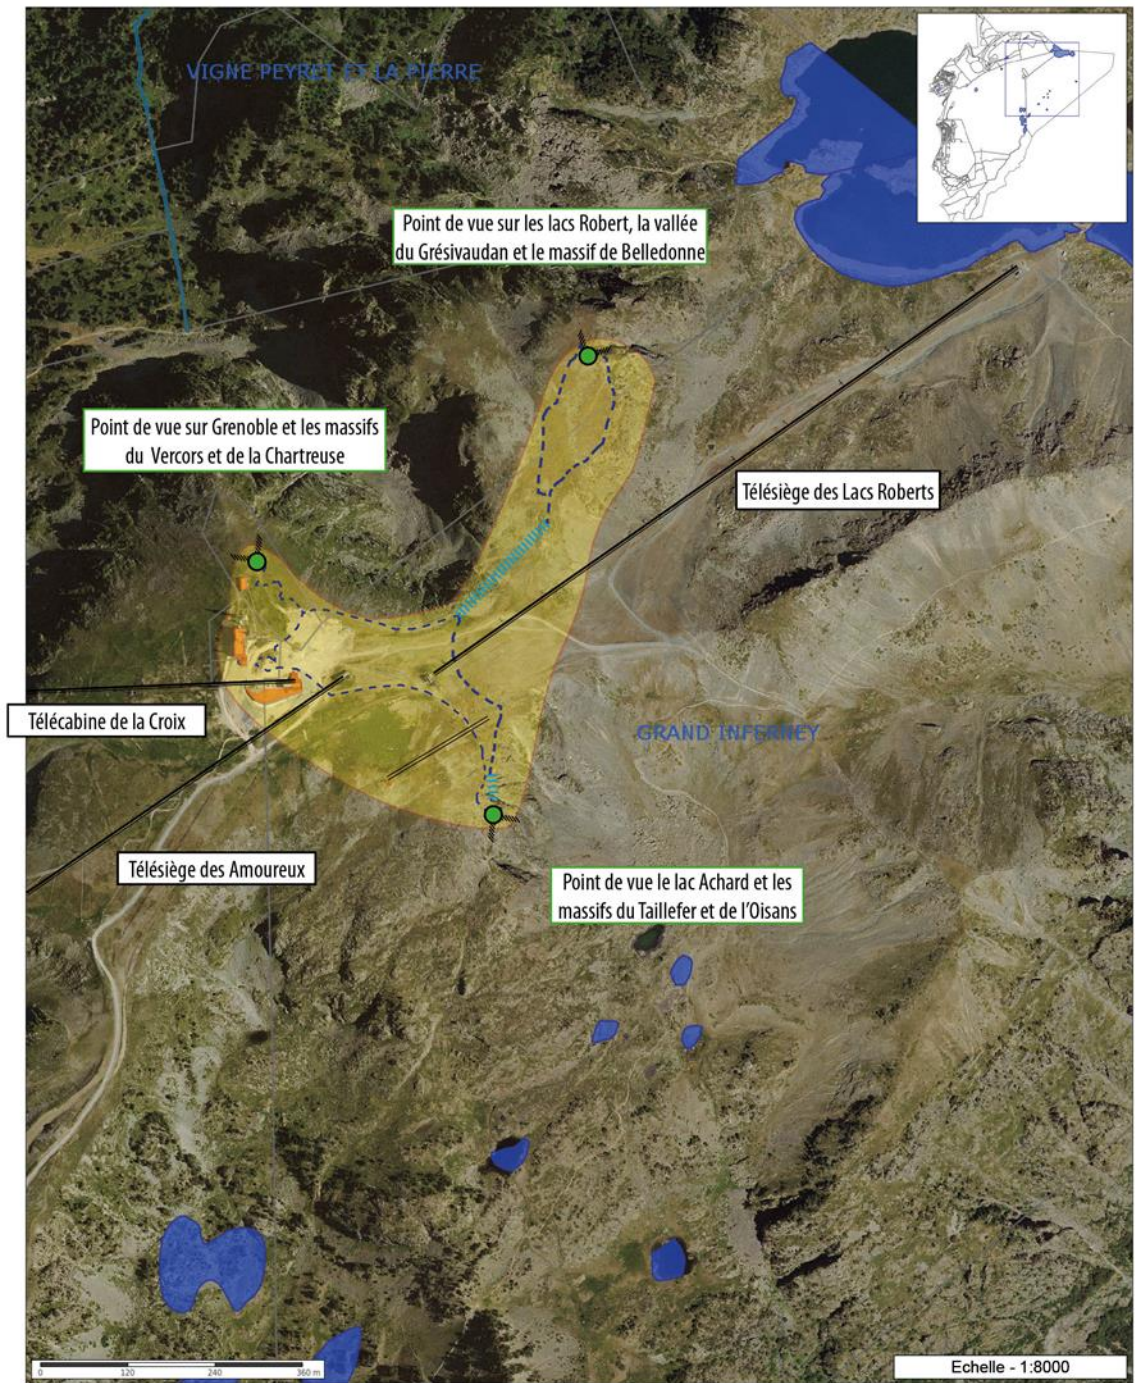 VIGNE PEYRET ET LA PIERRE
Point de vue sur les lacs Robert, la vallée
du Grésivaudan et le massif de Belledonne
Point de vue sur Grenoble et les massifs
du Vercors et de la Chartreuse
Télésiège des Lacs Roberts
Télécabine de la Croix
GRAND INFERNEY
Télésiège des Amoureux
Point de vue le lac Achard et les
massifs du Taillefer et de l'Oisans
0 120 240 360 m
Echelle - 1:8000